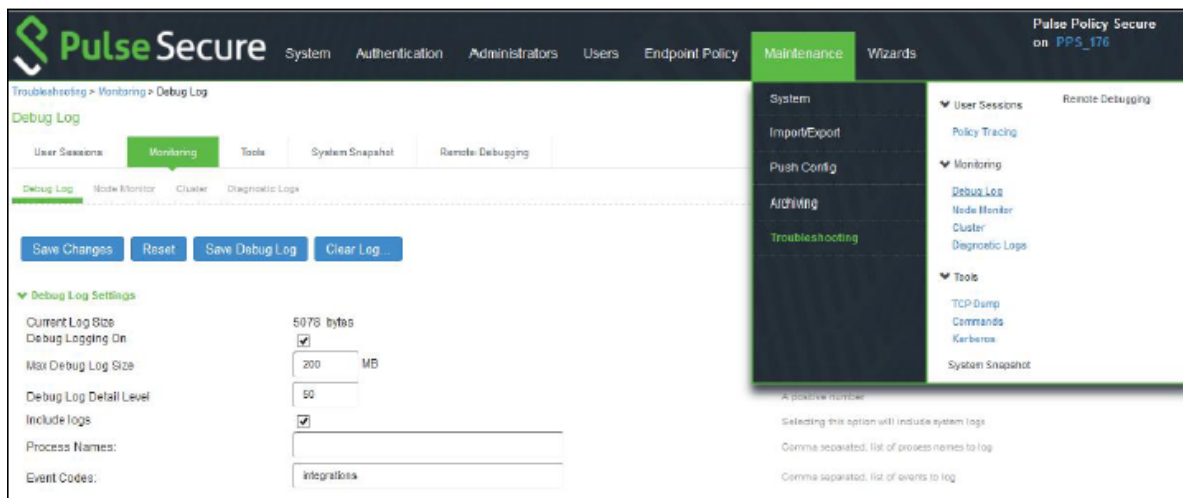 Pulse Secure
System Authentication Administrators Users Endpoint Policy Maintenance Wizards
Pulse Policy Secure
on PPS_176
Troubleshooting > Monitoring > Debug Log
Debug Log
User Sessions Monitoring Tools System Snapshot Remote Debugging
Debug Log Node Monitor Cluster Diagnostic Logs
Save Changes Reset Save Debug Log Clear Log...
Debug Log Settings
Current Log Size 5078 bytes
Debug Logging On
Max Debug Log Size 200 MB
Debug Log Detail Level 50 A positive number
Include logs Selecting this option will include system logs
Process Names: Comma separated, list of process names to log
Event Codes: integrations Comma separated, list of events to log
System
Import/Export
Push Config
Archiving
Troubleshooting
User Sessions
Policy Tracing
Monitoring
Debug Log
Node Monitor
Cluster
Diagnostic Logs
Tools
TCP Dump
Commands
Kerberos
System Snapshot
Remote Debugging